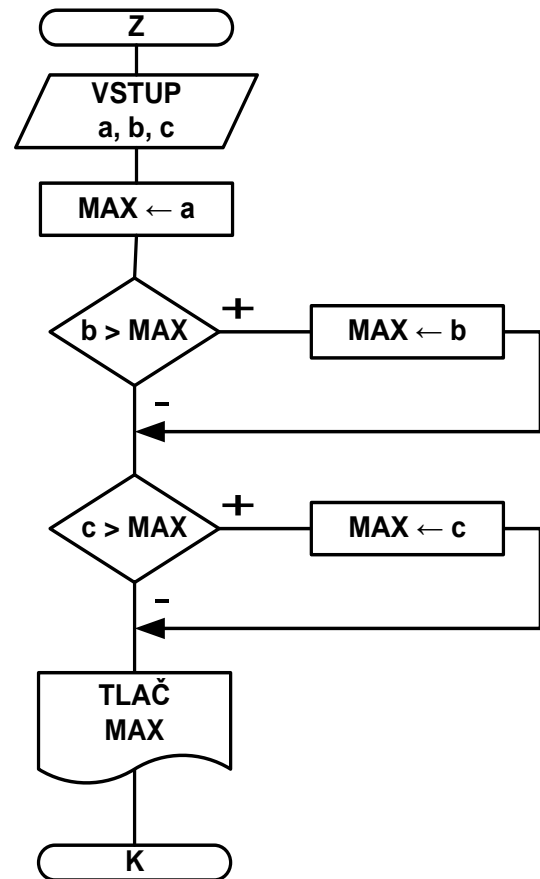 Z
VSTUP
a, b, c
MAX ← a
b > MAX
+
MAX ← b
-
c > MAX
+
MAX ← c
-
TLAČ
MAX
K